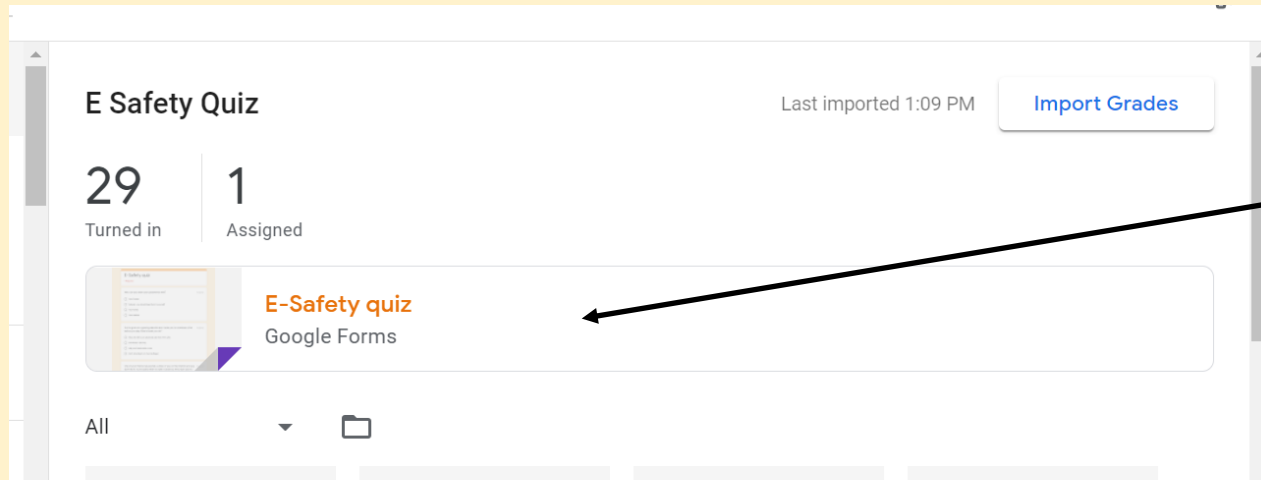 E Safety Quiz
Last imported 1:09 PM
Import Grades
29
1
Turned in
Assigned
E-Safety quiz
Google Forms
All